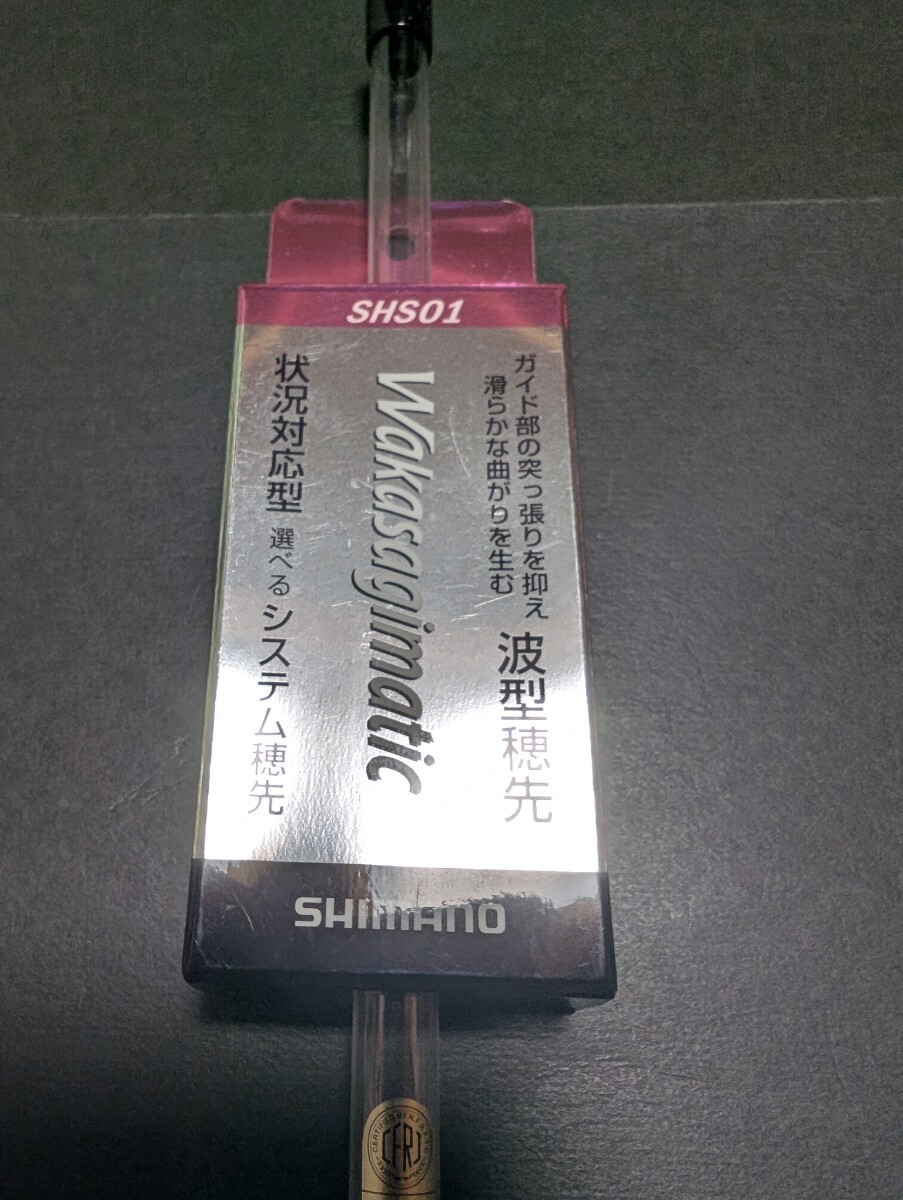 SHS01
ガイド部の突っ張りを抑え
滑らかな曲がりを生む
波型穂先
Wakasagimatic
状況対応型 選べるシステム穂先
SHIMANO
CFRJ